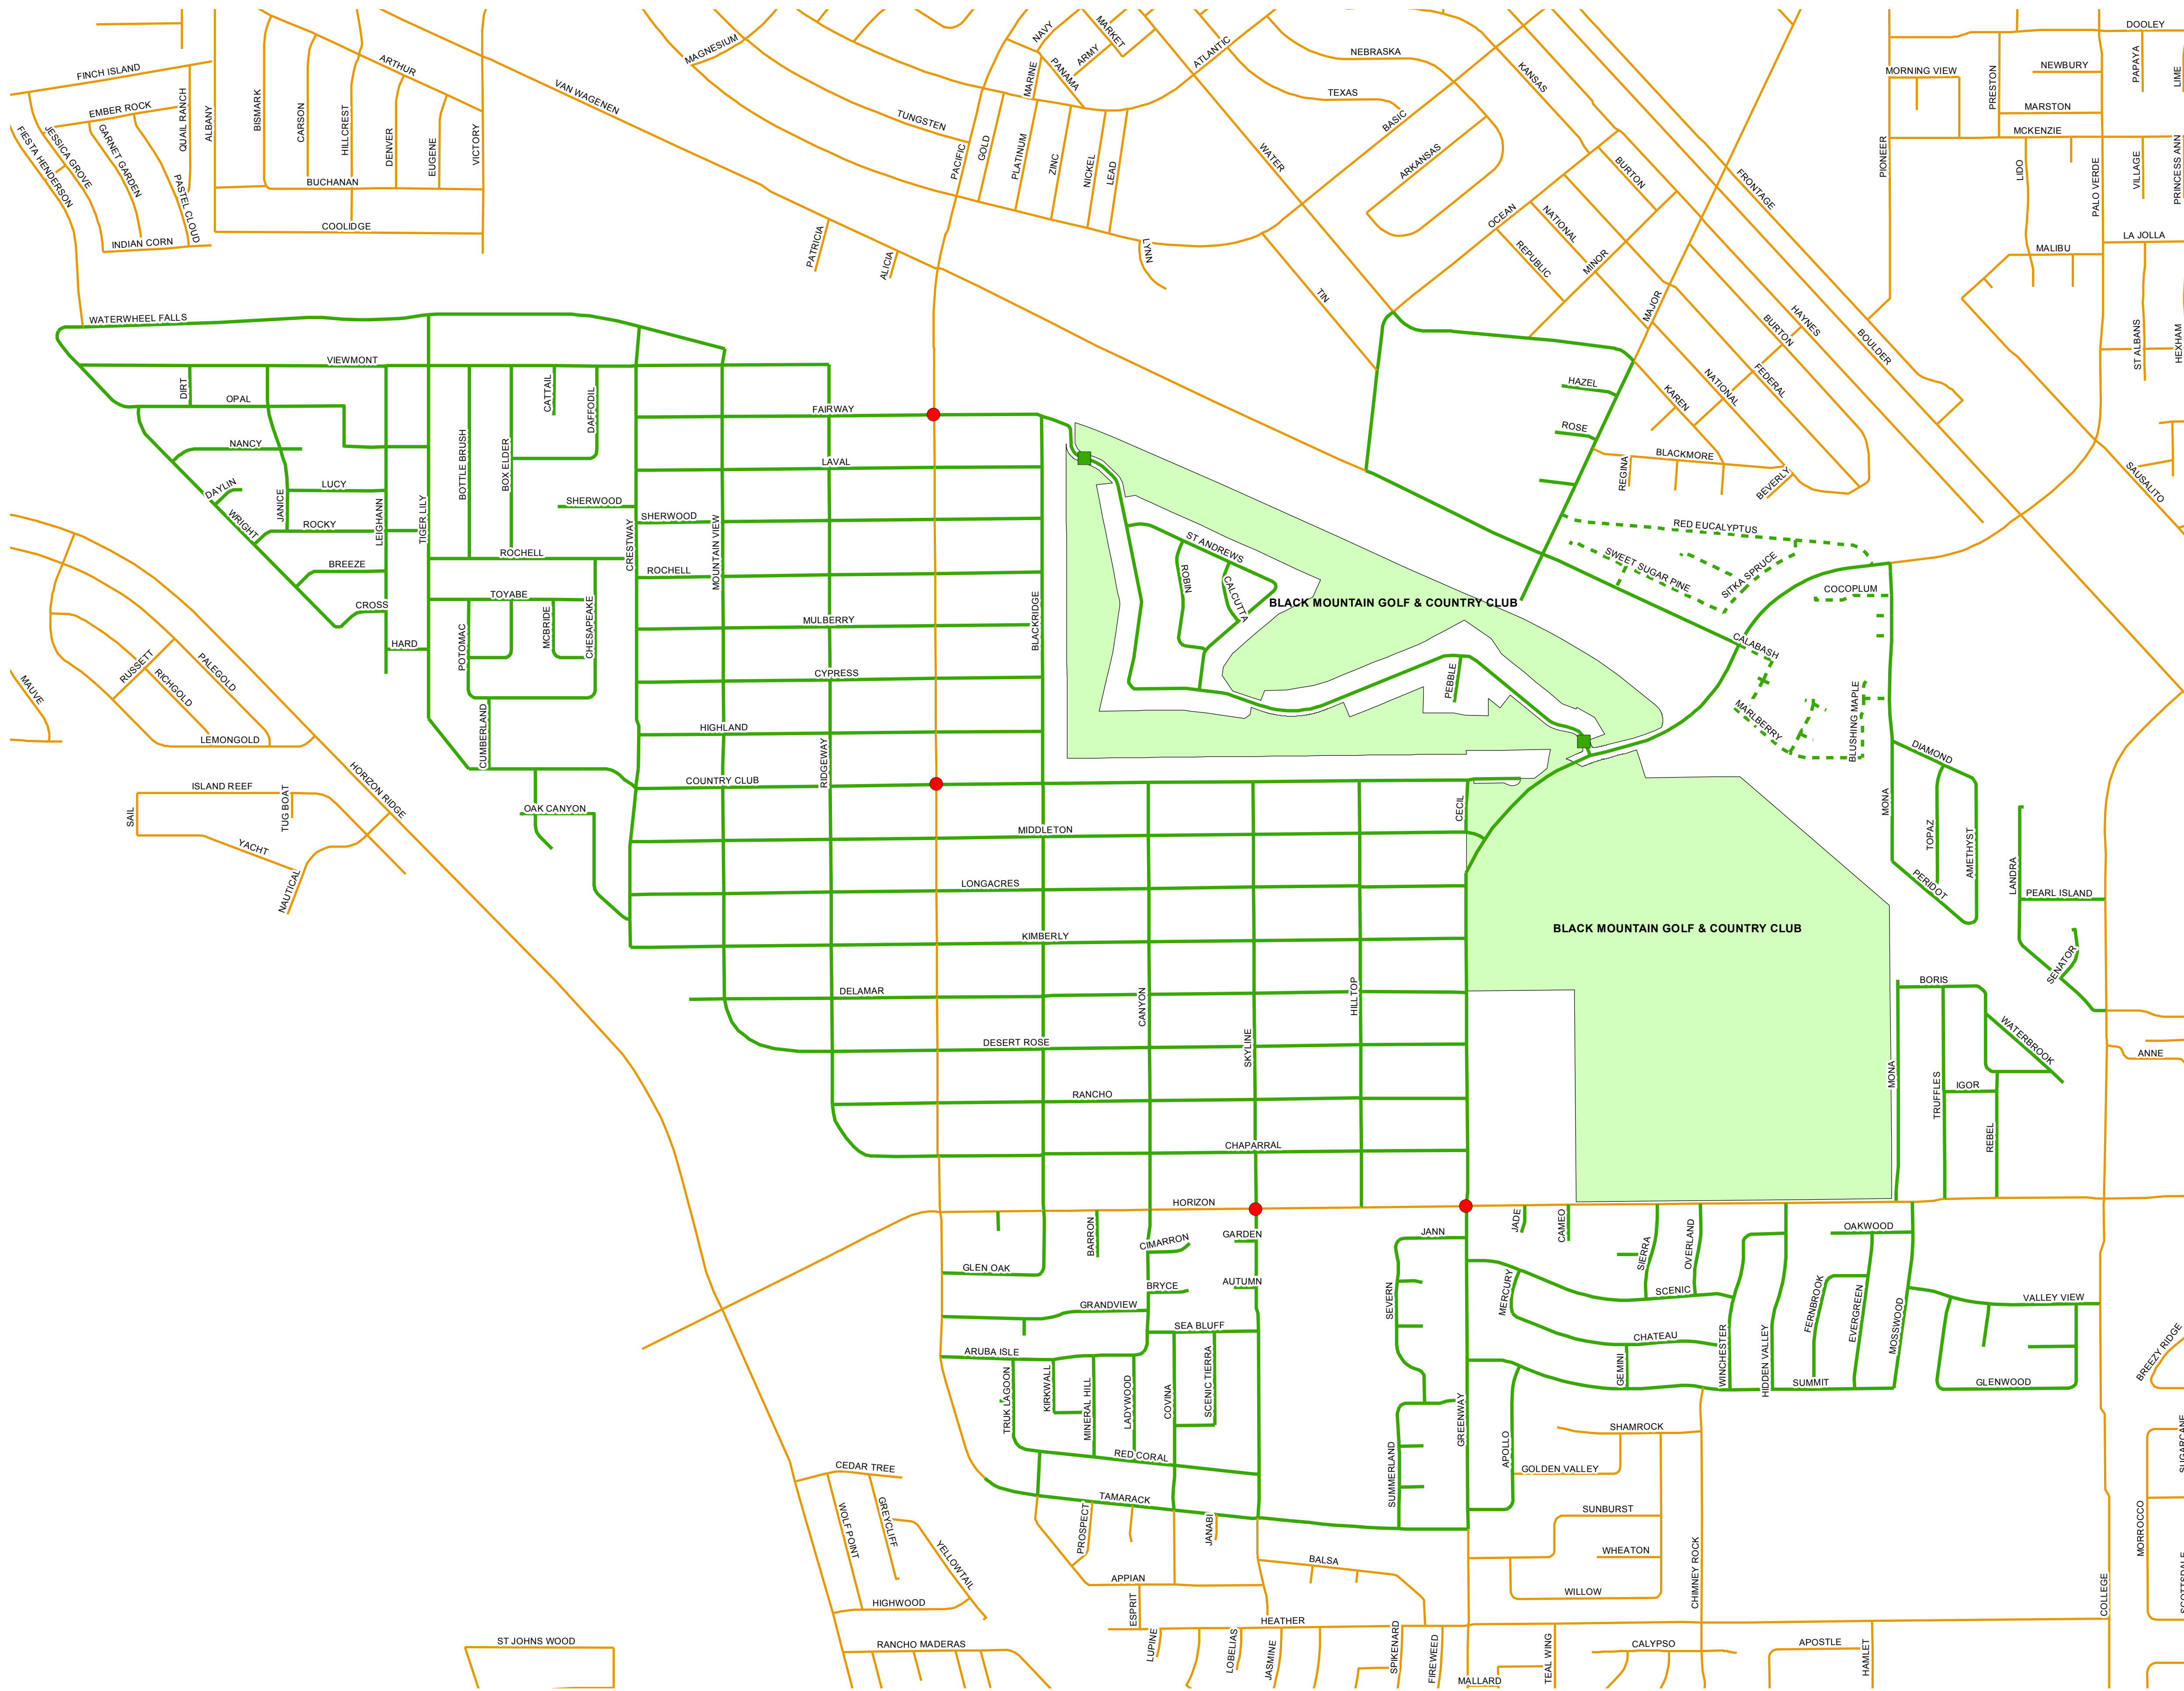 DOOLEY
NAVY
MARKET
MAGNESIUM
ARMY
ATLANTIC
NEBRASKA
ARTHUR
FINCH ISLAND
MORNING VIEW
NEWBURY
PAPAYA
LIME
PRESTON
VAN WAGENEN
MARINE
PANAMA
KANSAS
TEXAS
EMBER ROCK
QUAIL RANCH
ALBANY
BISMARK
CARSON
HILLCREST
DENVER
EUGENE
VICTORY
TUNGSTEN
BASIC
MARSTON
MCKENZIE
FIESTA HENDERSON
JESSICA GROVE
GARNET GARDEN
PASTEL CLOUD
PACIFIC
GOLD
PLATINUM
ZINC
NICKEL
LEAD
WATER
ARKANSAS
BURTON
FRONTAGE
PIONEER
LIDO
PALO VERDE
VILLAGE
PRINCESS ANN
BUCHANAN
COOLIDGE
INDIAN CORN
PATRICIA
ALICIA
LYNN
TIN
OCEAN
NATIONAL
REPUBLIC
MINOR
MALIBU
LA JOLLA
WATERWHEEL FALLS
MAJOR
BURTON
HAYNES
BOULDER
ST ALBANS
HEXHAM
VIEWMONT
DIRT
OPAL
CATTAIL
DAFFODIL
FAIRWAY
HAZEL
KAREN
NATIONAL
FEDERAL
ROSE
NANCY
BOTTLE BRUSH
BOX ELDER
LAVAL
REGINA
BLACKMORE
BEVERLY
SAUSALITO
DAYLIN
LUCY
JANICE
WRIGHT
ROCKY
LEIGHANN
TIGER LILY
SHERWOOD
SHERWOOD
CRESTWAY
MOUNTAIN VIEW
RED EUCALYPTUS
ST ANDREWS
ROCHELL
ROCHELL
BREEZE
ROBIN
CALCUTTA
SWEET SUGAR PINE
SITKA SPRUCE
COCOPLUM
TOYABE
CROSS
BLACK MOUNTAIN GOLF & COUNTRY CLUB
MULBERRY
BLACKRIDGE
POTOMAC
MCBRIDE
CHESAPEAKE
HARD
CALABASH
RUSSETT
PALEGOLD
RICHGOLD
MAUVE
CYPRESS
PEBBLE
MARLBERRY
BLUSHING MAPLE
LEMONGOLD
CUMBERLAND
HIGHLAND
RIDGEWAY
DIAMOND
HORIZON RIDGE
COUNTRY CLUB
ISLAND REEF
TUG BOAT
SAIL
OAK CANYON
CECIL
MONA
TOPAZ
AMETHYST
YACHT
NAUTICAL
MIDDLETON
LONGACRES
PERIDOT
LANDRA
PEARL ISLAND
KIMBERLY
BLACK MOUNTAIN GOLF & COUNTRY CLUB
SENATOR
DELAMAR
CANYON
HILLTOP
BORIS
DESERT ROSE
SKYLINE
WATERBROOK
ANNE
RANCHO
MONA
TRUFFLES
IGOR
REBEL
CHAPARRAL
HORIZON
BARRON
CIMARRON
GARDEN
JANN
JADE
CAMEO
SIERRA
OVERLAND
OAKWOOD
GLEN OAK
BRYCE
AUTUMN
SEVERN
MERCURY
SCENIC
FERNBROOK
EVERGREEN
MOSSWOOD
VALLEY VIEW
GRANDVIEW
SEA BLUFF
CHATEAU
WINCHESTER
HIDDEN VALLEY
ARUBA ISLE
TRUK LAGOON
KIRKWALL
MINERAL HILL
LADYWOOD
COVINA
SCENIC TIERRA
GEMINI
SUMMIT
GLENWOOD
BREEZY RIDGE
GREENWAY
APOLLO
SHAMROCK
RED CORAL
SUMMERLAND
GOLDEN VALLEY
SUGARCANE
CEDAR TREE
WOLF POINT
GREYCLIFF
YELLOWTAIL
TAMARACK
PROSPECT
JANABI
SUNBURST
WHEATON
CHIMNEY ROCK
MORROCCO
BALSA
APPIAN
WILLOW
COLLEGE
SCOTTSDALE
HIGHWOOD
ESPRIT
HEATHER
ST JOHNS WOOD
RANCHO MADERAS
LUPINE
LOBELIAS
JASMINE
SPIKENARD
FIREWEED
MALLARD
TEAL WING
CALYPSO
APOSTLE
HAMLET